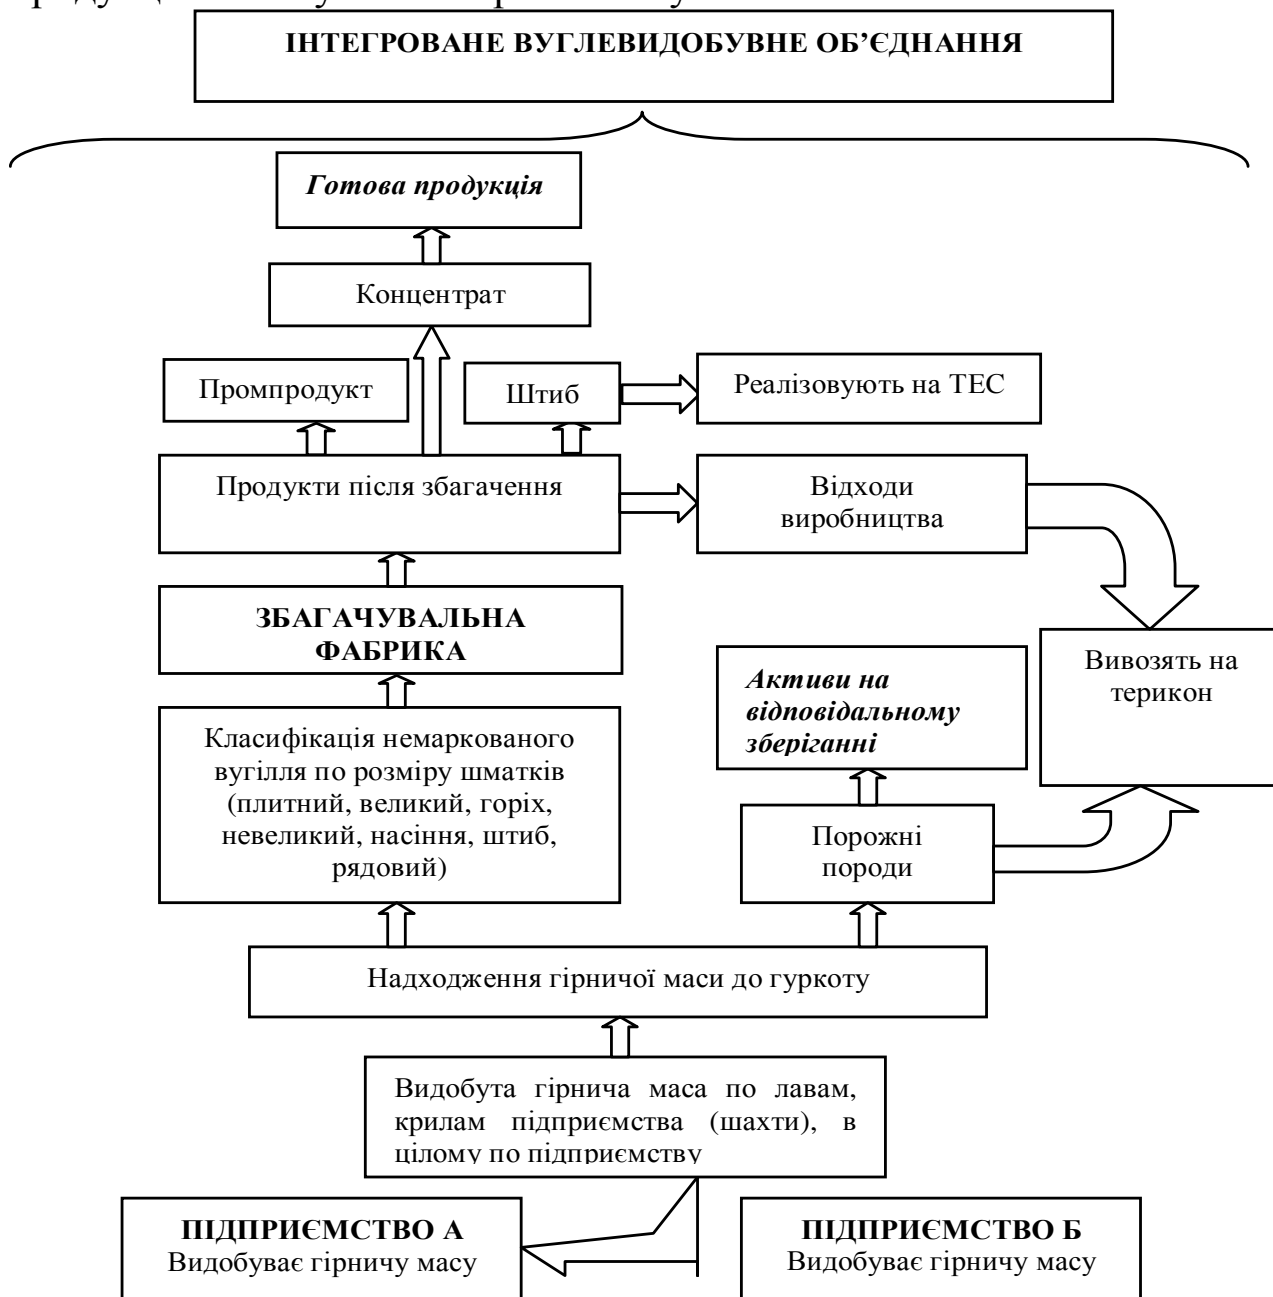 ІНТЕГРОВАНЕ ВУГЛЕВИДОБУВНЕ ОБ’ЄДНАННЯ
Готова продукція
Концентрат
Промпродукт
Штиб
Реалізовують на ТЕС
Продукти після збагачення
Відходи
виробництва
ЗБАГАЧУВАЛЬНА
ФАБРИКА
Вивозять на
терикон
Активи на
відповідальному
зберіганні
Класифікація немаркованого
вугілля по розміру шматків
(плитний, великий, горіх,
невеликий, насіння, штиб,
рядовий)
Порожні
породи
Надходження гірничої маси до гуркоту
Видобута гірнича маса по лавам,
крилам підприємства (шахти), в
цілому по підприємству
ПІДПРИЄМСТВО А
Видобуває гірничу масу
ПІДПРИЄМСТВО Б
Видобуває гірничу масу